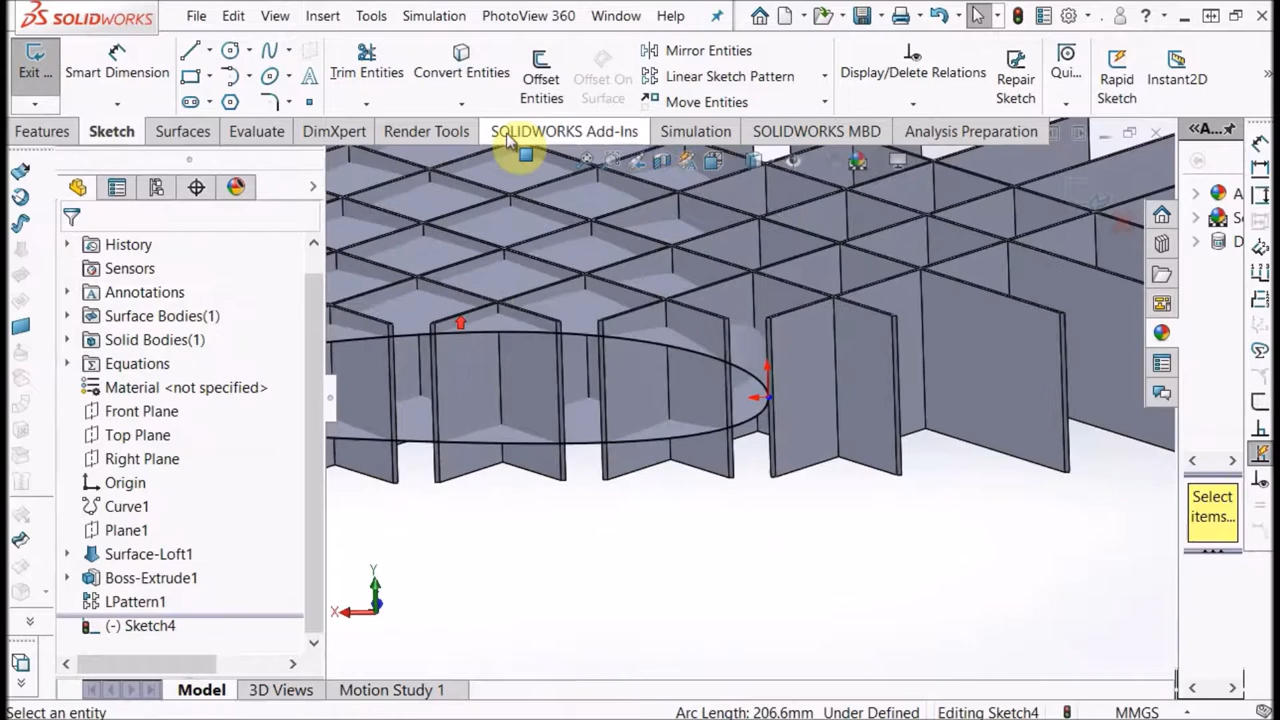 SOLIDWORKS File Edit View Insert Tools Simulation PhotoView 360 Window Help
Exit ... Smart Dimension Trim Entities Convert Entities Offset Entities Offset On Surface Mirror Entities Linear Sketch Pattern Move Entities Display/Delete Relations Repair Sketch Qui... Rapid Sketch Instant2D
Features Sketch Surfaces Evaluate DimXpert Render Tools SOLIDWORKS Add-Ins Simulation SOLIDWORKS MBD Analysis Preparation «A...
History
Sensors
Annotations
Surface Bodies(1)
Solid Bodies(1)
Equations
Material <not specified>
Front Plane
Top Plane
Right Plane
Origin
Curve1
Plane1
Surface-Loft1
Boss-Extrude1
LPattern1
(-) Sketch4
Y
X
A
S
D
Select
items...
Model 3D Views Motion Study 1
Select an entity Arc Length: 206.6mm Under Defined Editing Sketch4 MMGS